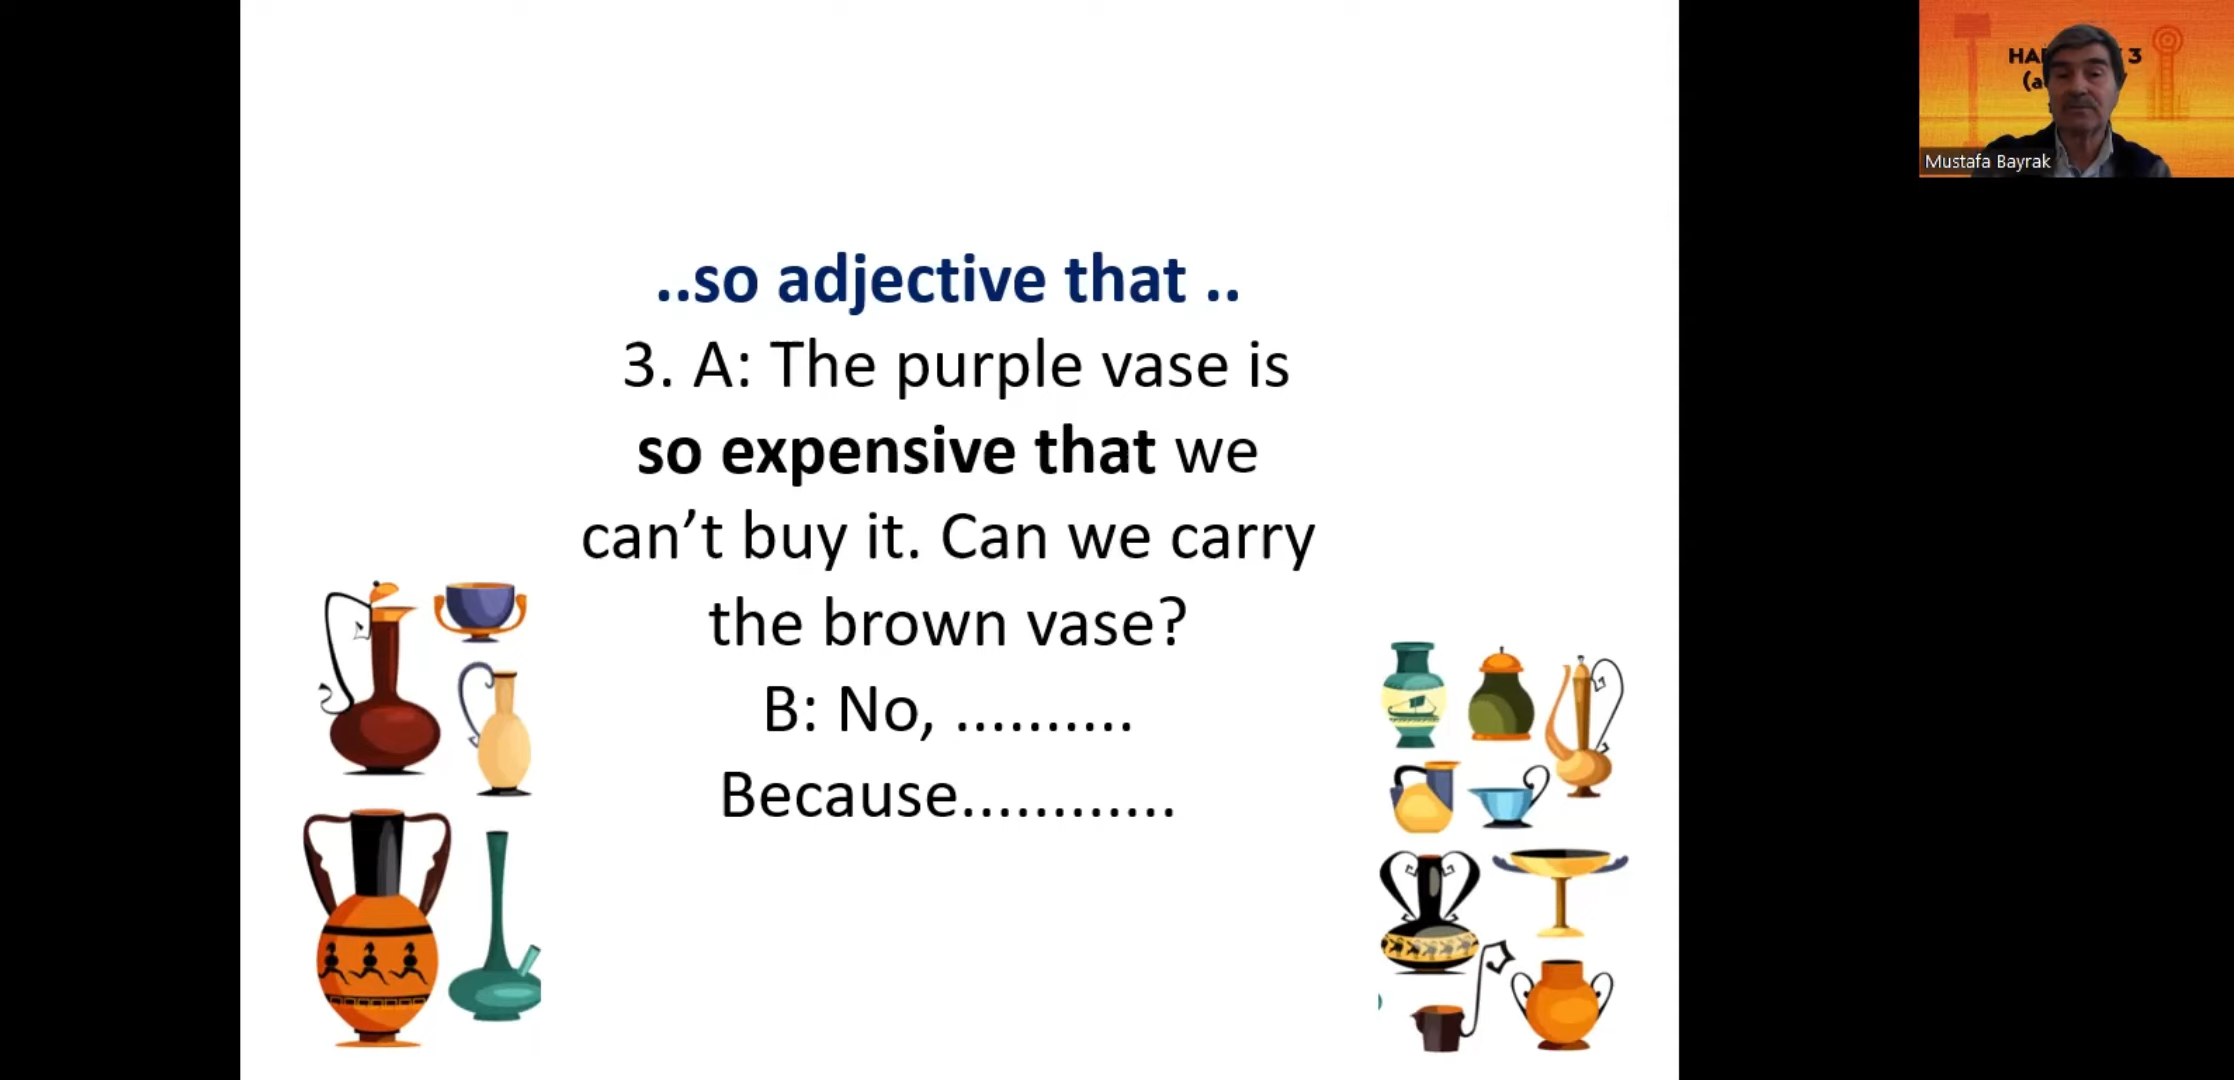 ..so adjective that ..
3. A: The purple vase is
so expensive that we
can’t buy it. Can we carry
the brown vase?
B: No, ..........
Because............
3
Mustafa Bayrak